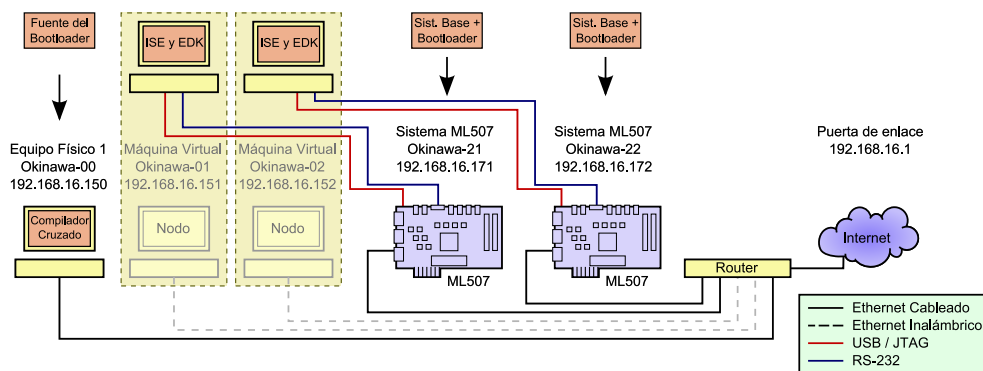 Fuente del
Bootloader
ISE y EDK
ISE y EDK
Sist. Base +
Bootloader
Sist. Base +
Bootloader
Equipo Físico 1
Okinawa-00
192.168.16.150
Máquina Virtual
Okinawa-01
192.168.16.151
Máquina Virtual
Okinawa-02
192.168.16.152
Sistema ML507
Okinawa-21
192.168.16.171
Sistema ML507
Okinawa-22
192.168.16.172
Puerta de enlace
192.168.16.1
Compilador
Cruzado
Nodo
Nodo
ML507
ML507
Router
Internet
Ethernet Cableado
Ethernet Inalámbrico
USB / JTAG
RS-232